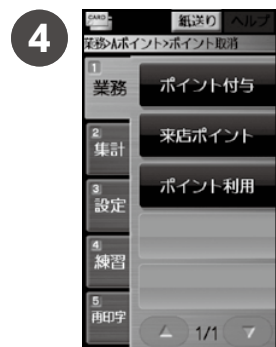 4
CARD
紙送り
ヘルプ
業務>Aポイント>ポイント取消
1
業務
ポイント付与
2
集計
来店ポイント
3
設定
ポイント利用
4
練習
5
再印字
1/1